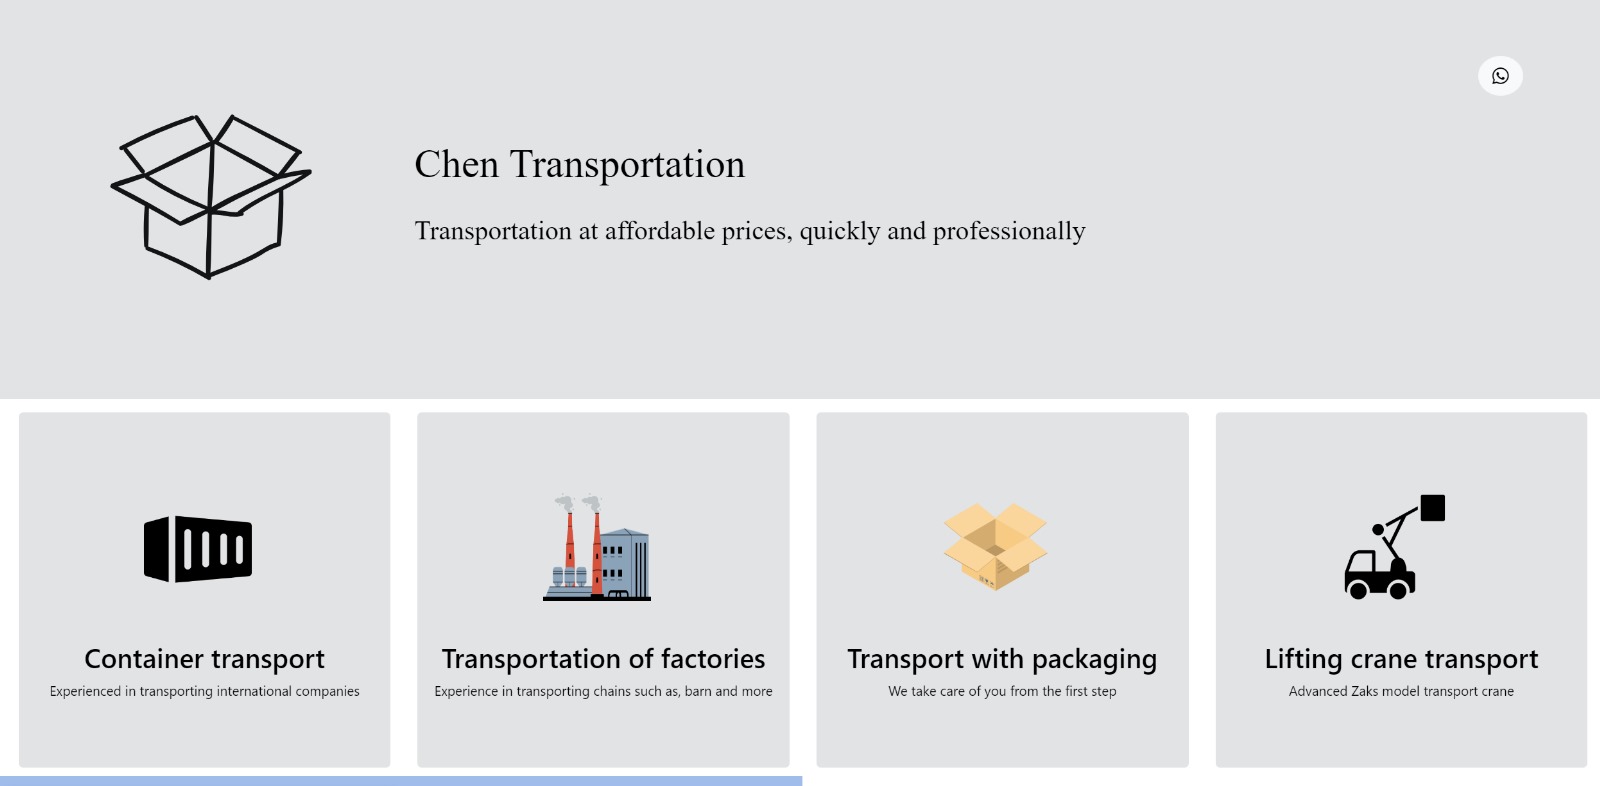 Chen Transportation
Transportation at affordable prices, quickly and professionally
Container transport
Experienced in transporting international companies
Transportation of factories
Experience in transporting chains such as, barn and more
Transport with packaging
We take care of you from the first step
Lifting crane transport
Advanced Zaks model transport crane